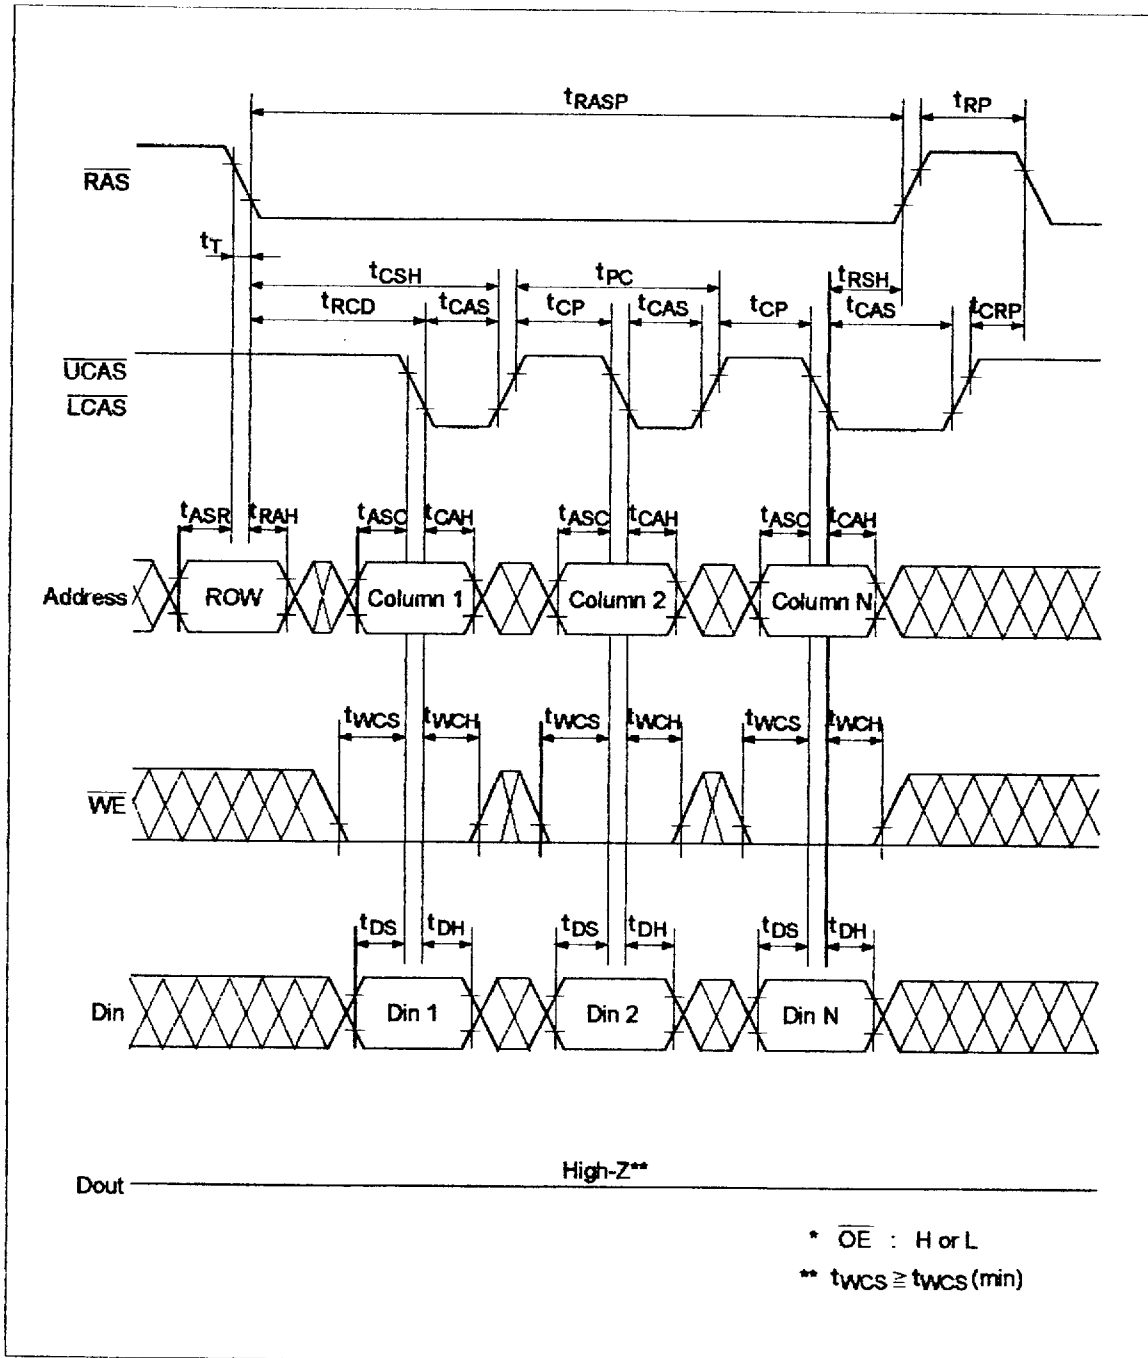 tRASP tRP
RAS
tT
tCSH tPC tRSH
tRCD tCAS tCP tCAS tCP tCAS tCRP
UCAS
LCAS
tASR tRAH tASC tCAH tASC tCAH tASC tCAH
Address ROW Column 1 Column 2 Column N
tWCS tWCH tWCS tWCH tWCS tWCH
WE
tDS tDH tDS tDH tDS tDH
Din Din 1 Din 2 Din N
High-Z**
Dout
* OE : H or L
** tWCS ≧ tWCS (min)